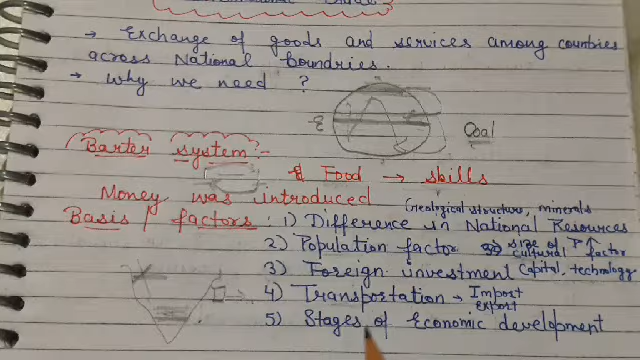 → Exchange of goods and services among countries
across National boundries.
→ Why we need ?
Coal
Barter system :-
Food → skills
Money was introduced
Geological structure, minerals
Basis / factors : 1) Difference in National Resources
2) Population factor size of P↑
cultural factor
3) Foreign investment Capital, technology
4) Transportation → Import
export
5) Stages of Economic development